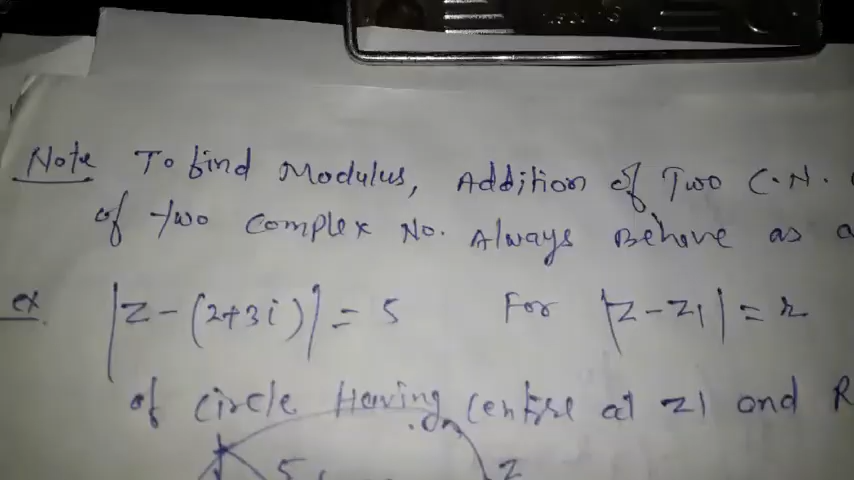 Note To find Modulus, Addition of Two C.N.
of two Complex No. Always Behave as a
ex |z-(2+3i)| = 5 For |z-z1| = r
of circle Having Centre at z1 and R
5 z